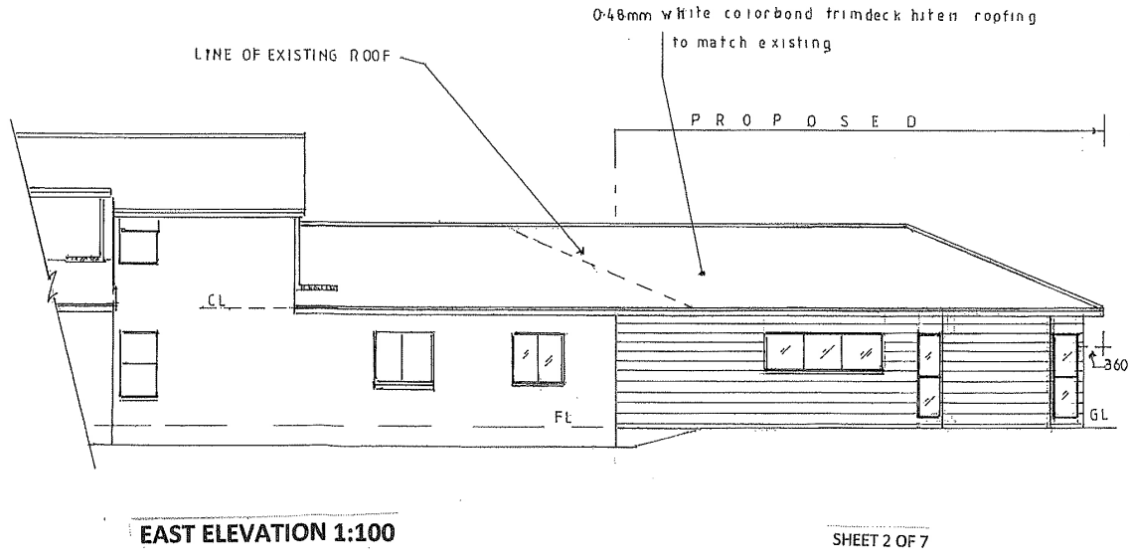 0·48mm white colorbond trimdeck hiten roofing
to match existing
LINE OF EXISTING ROOF
PROPOSED
CL
360
FL
GL
EAST ELEVATION 1:100
SHEET 2 OF 7